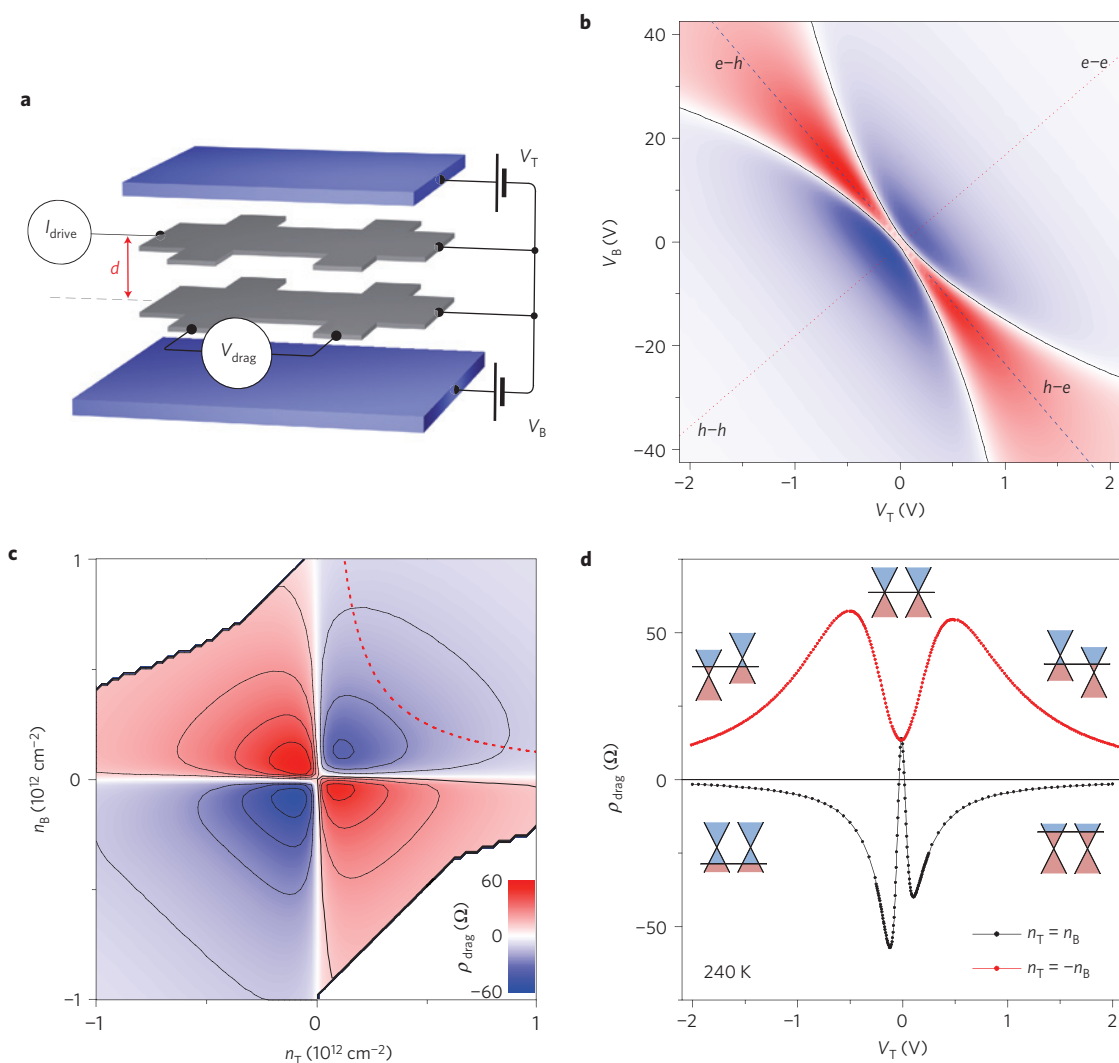 a
V_T
I_drive
d
V_drag
V_B
b
40
20
0
−20
−40
V_B (V)
e–h
e–e
h–e
h–h
−2
−1
0
1
2
V_T (V)
c
1
0
−1
n_B (10^12 cm^−2)
60
0
−60
ρ_drag (Ω)
−1
0
1
n_T (10^12 cm^−2)
d
50
0
−50
ρ_drag (Ω)
n_T = n_B
n_T = −n_B
240 K
−2
−1
0
1
2
V_T (V)